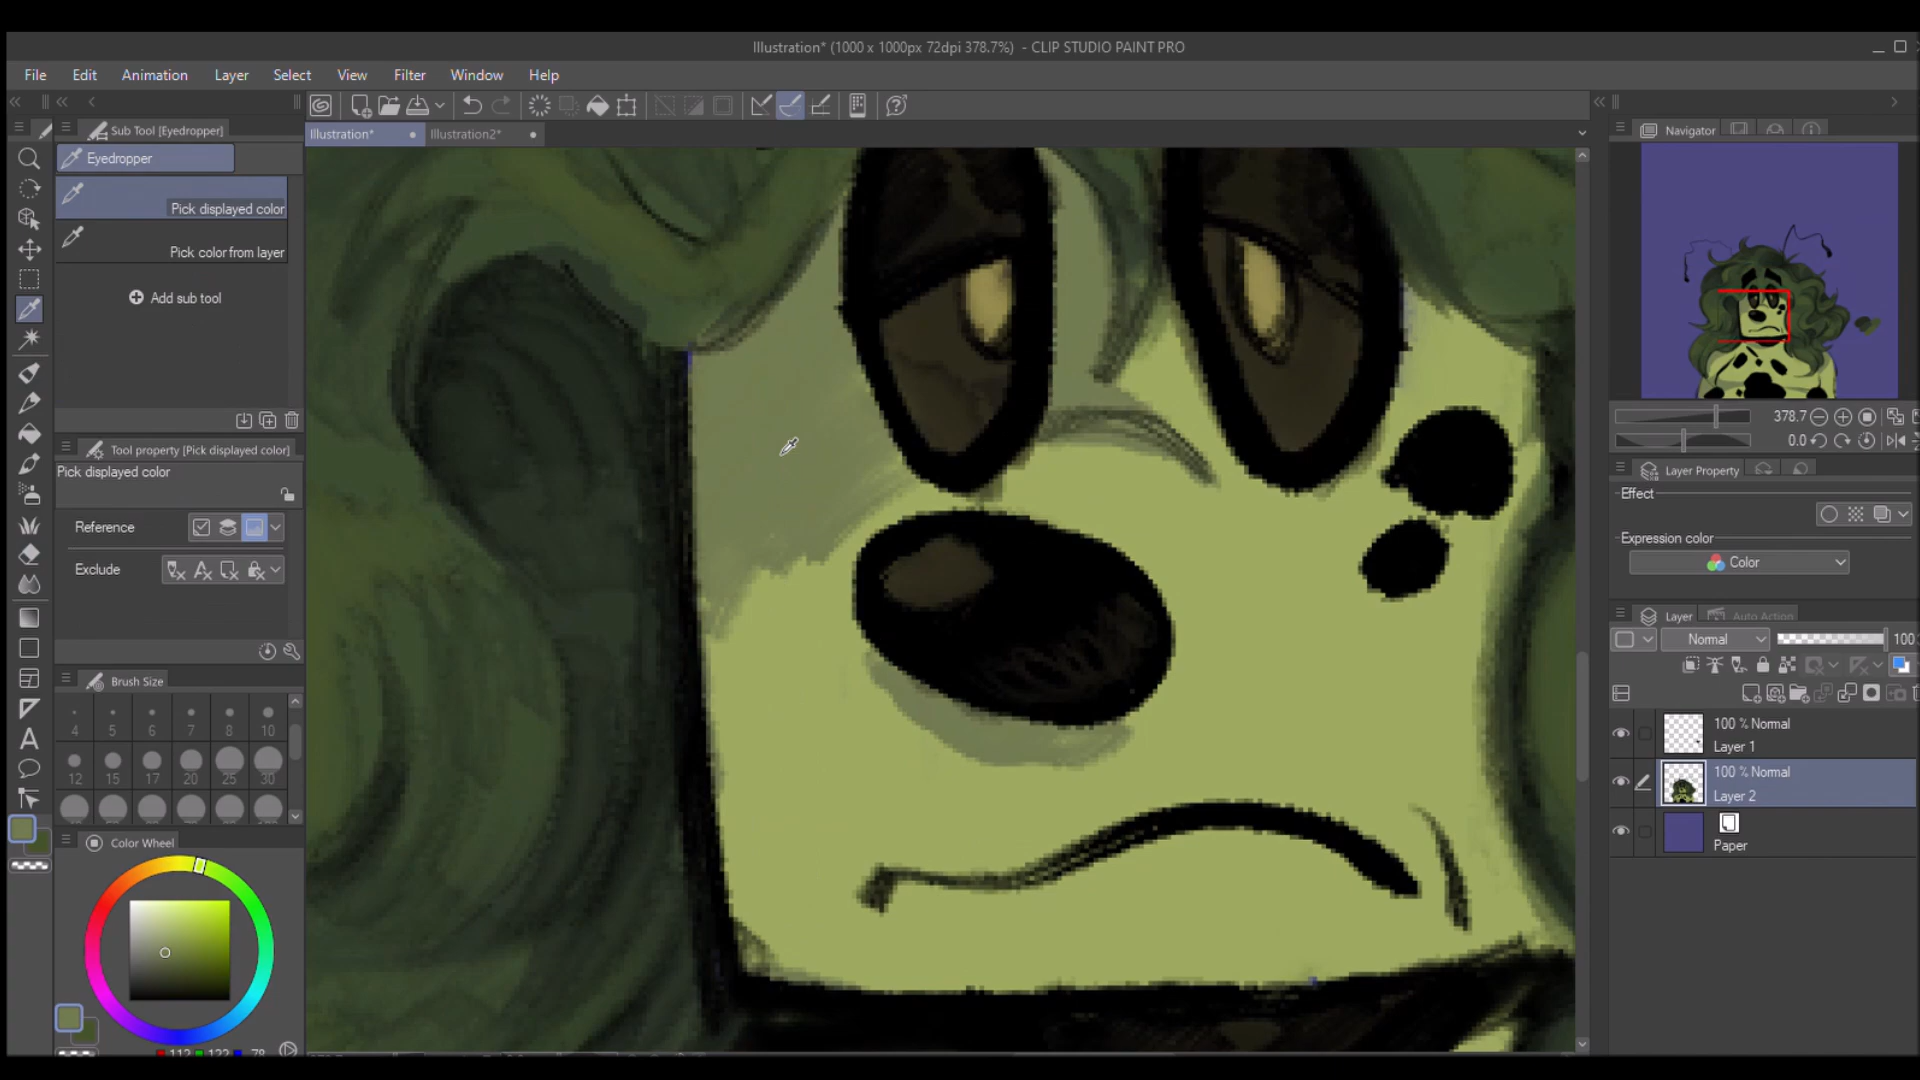 Illustration* (1000 x 1000px 72dpi 378.7%) - CLIP STUDIO PAINT PRO
File Edit Animation Layer Select View Filter Window Help
Sub Tool [Eyedropper]
Illustration* Illustration2*
Navigator
Eyedropper
Pick displayed color
Pick color from layer
Add sub tool
378.7
0.0
Tool property [Pick displayed color]
Pick displayed color
Layer Property
Effect
Reference
Expression color
Exclude
Color
Layer Auto Action
Normal 100
Brush Size
4 5 6 7 8 10
12 15 17 20 25 30
100 % Normal
Layer 1
100 % Normal
Layer 2
Paper
Color Wheel
112 122 78